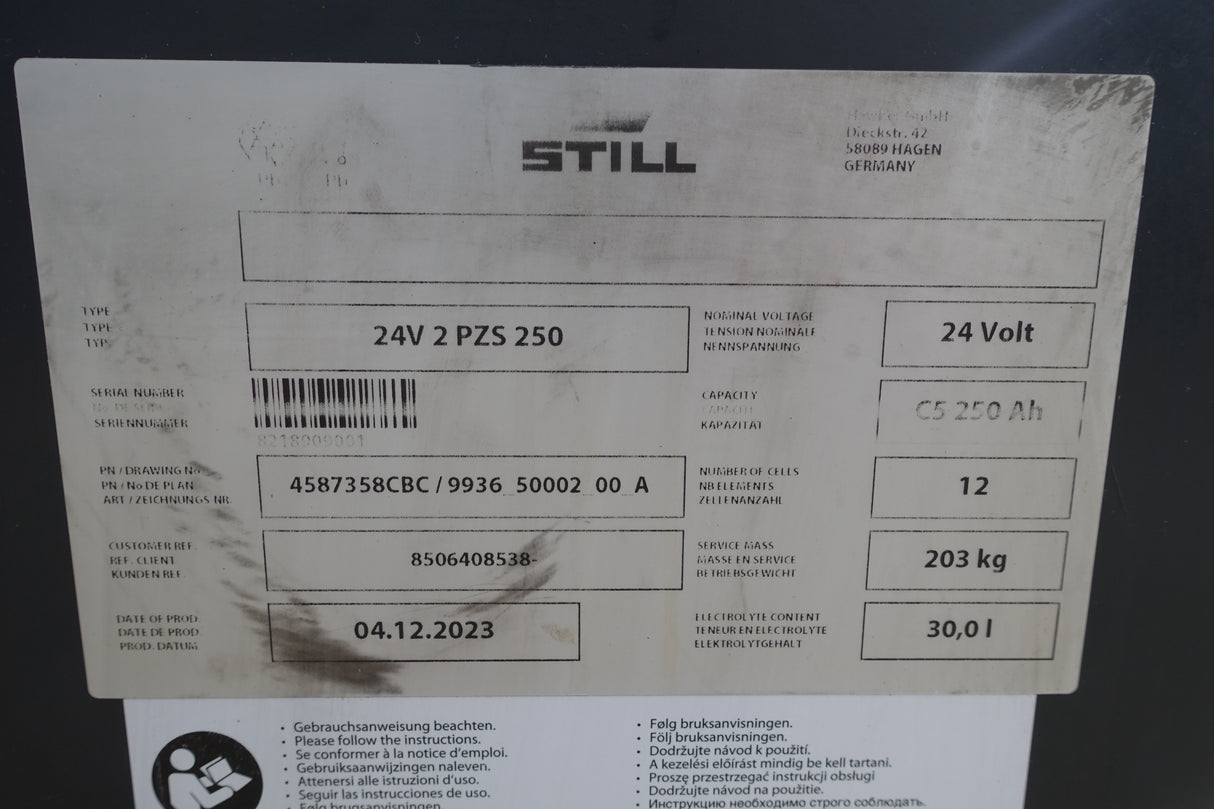 STILL
Dieckstr. 42
58089 HAGEN
GERMANY
TYPE
TYPE
TYP
24V 2 PZS 250
NOMINAL VOLTAGE
TENSION NOMINALE
NENNSPANNUNG
24 Volt
SERIAL NUMBER
SERIENNUMMER
8218009001
CAPACITY
CAPACITÉ
KAPAZITÄT
C5 250 Ah
PN / DRAWING No
PN / No DE PLAN
ART / ZEICHNUNGS NR.
4587358CBC / 9936_50002_00_A
NUMBER OF CELLS
NB ELEMENTS
ZELLENANZAHL
12
CUSTOMER REF.
REF. CLIENT
KUNDEN REF.
8506408538-
SERVICE MASS
MASSE EN SERVICE
BETRIEBSGEWICHT
203 kg
DATE OF PROD.
DATE DE PROD.
PROD. DATUM
04.12.2023
ELECTROLYTE CONTENT
TENEUR EN ELECTROLYTE
ELEKTROLYTGEHALT
30,0 l
• Gebrauchsanweisung beachten.
• Please follow the instructions.
• Se conformer à la notice d'emploi.
• Gebruiksaanwijzingen naleven.
• Attenersi alle istruzioni d'uso.
• Seguir las instrucciones de uso.
• Følg bruksanvisningen.
• Følg bruksanvisningen.
• Följ bruksanvisningen.
• Dodržujte návod k použití.
• A kezelési előírást mindig be kell tartani.
• Proszę przestrzegać instrukcji obsługi
• Dodržujte návod na použitie.
• Инструкцию необходимо строго соблюдать.